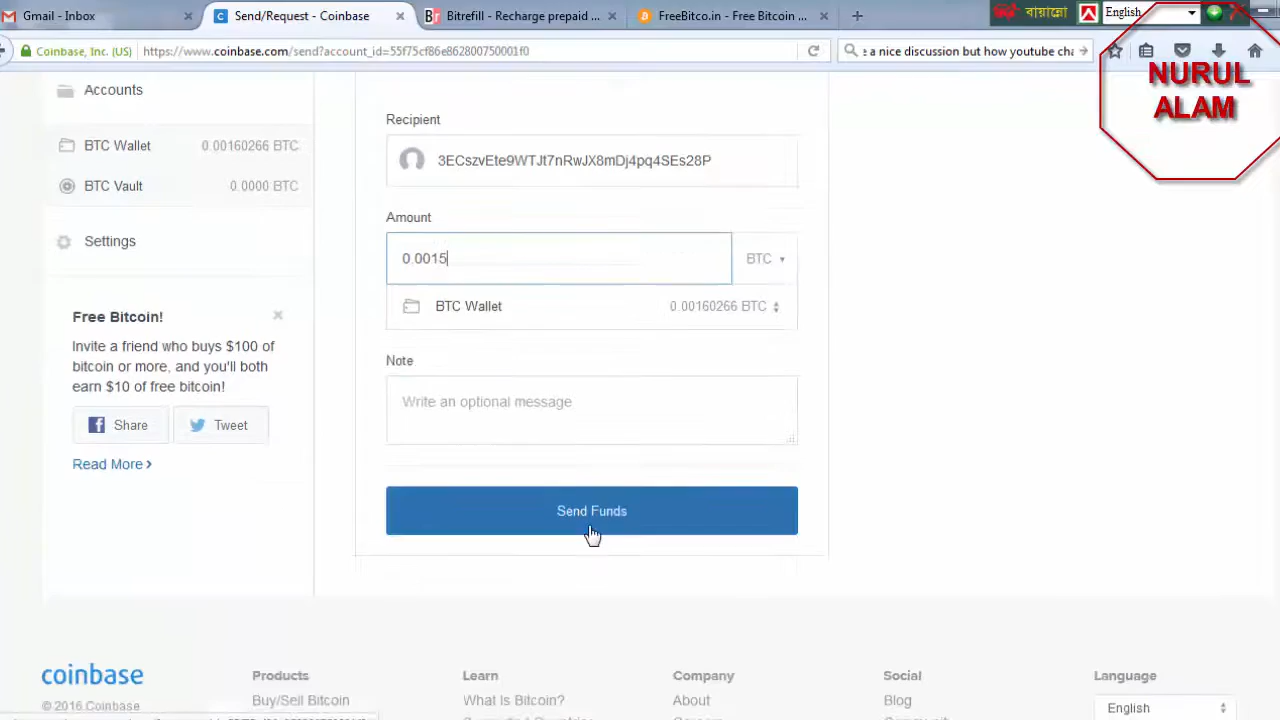 Gmail - Inbox
Send/Request - Coinbase
Bitrefill - recharge prepaid ...
FreeBitco.in - Free Bitcoin ...
বায়ান্নো
English
Coinbase, Inc. (US)
https://www.coinbase.com/send?account_id=55f75cf86e862800750001f0
e a nice discussion but how youtube cha
NURUL
ALAM
Accounts
BTC Wallet 0.00160266 BTC
BTC Vault 0.0000 BTC
Settings
Free Bitcoin!
Invite a friend who buys $100 of
bitcoin or more, and you'll both
earn $10 of free bitcoin!
Share
Tweet
Read More
Recipient
3ECszvEte9WTJt7nRwJX8mDj4pq4SEs28P
Amount
0.0015
BTC
BTC Wallet 0.00160266 BTC
Note
Write an optional message
Send Funds
coinbase
© 2016 Coinbase
Products
Buy/Sell Bitcoin
Learn
What Is Bitcoin?
Company
About
Social
Blog
Language
English